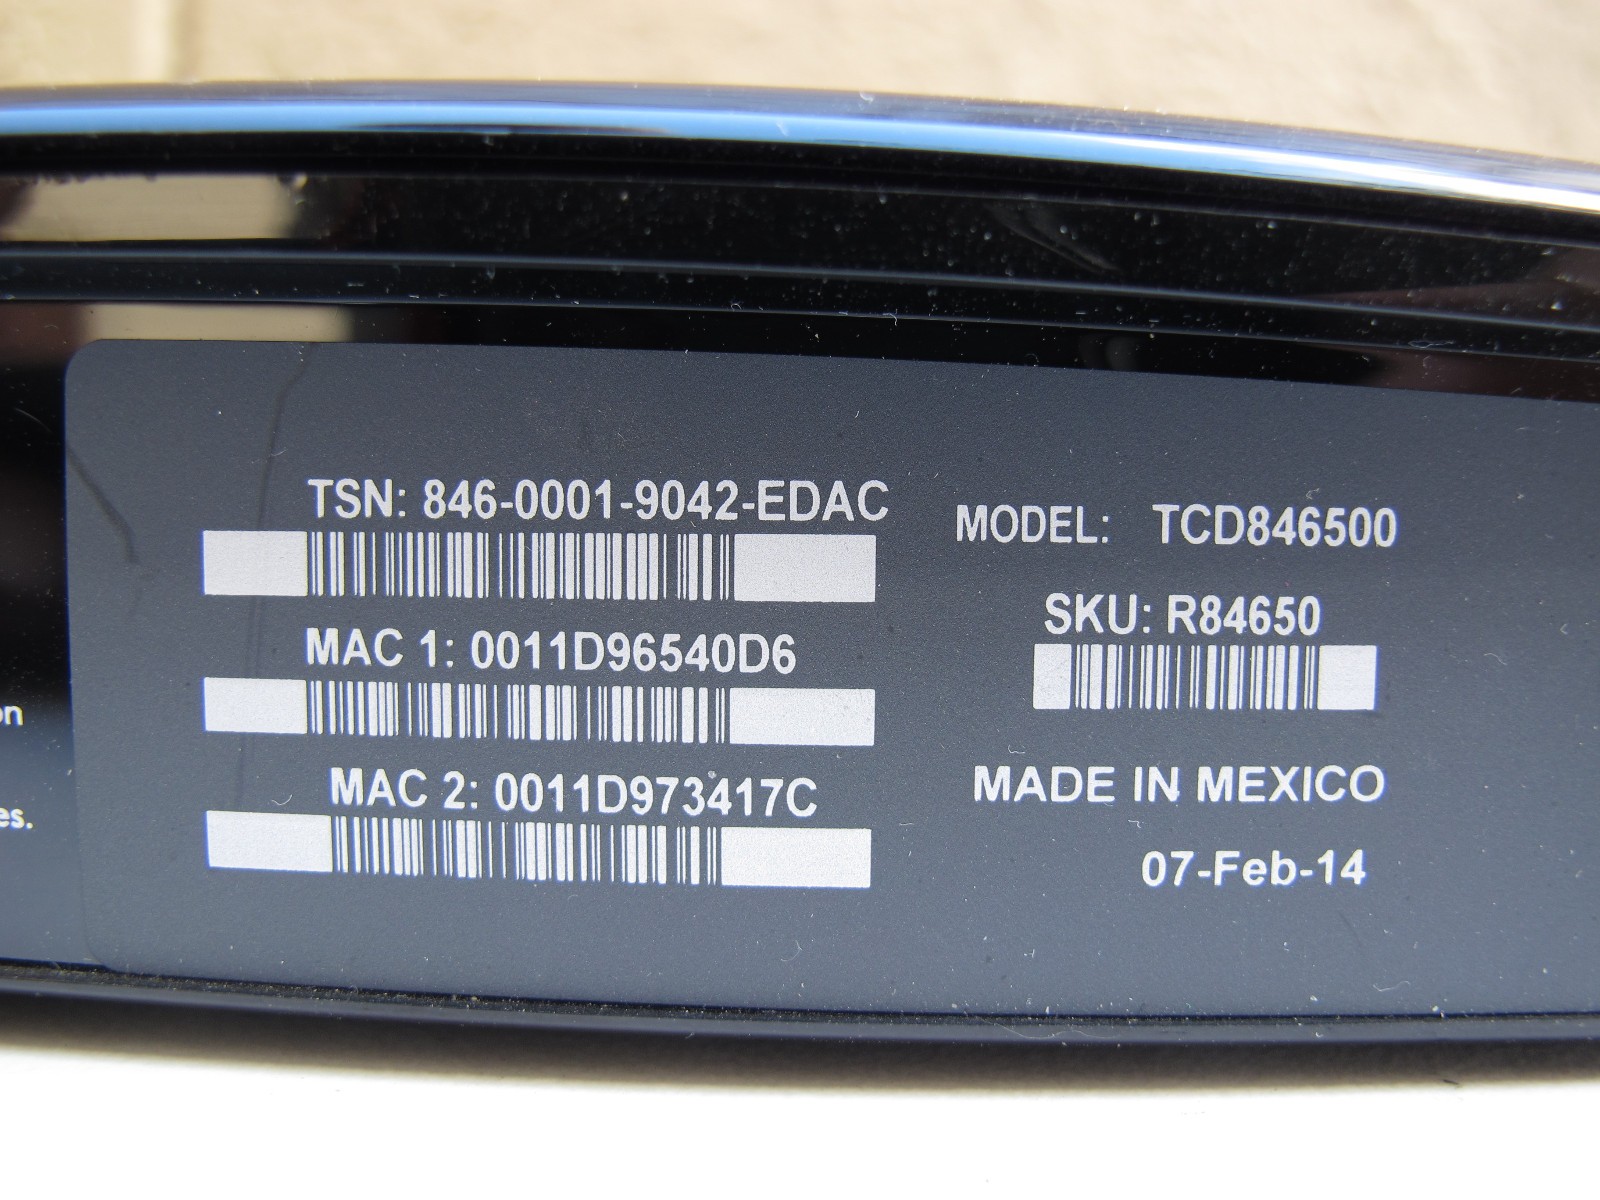 TSN: 846-0001-9042-EDAC
MAC 1: 0011D96540D6
MAC 2: 0011D973417C
MODEL: TCD846500
SKU: R84650
MADE IN MEXICO
07-Feb-14